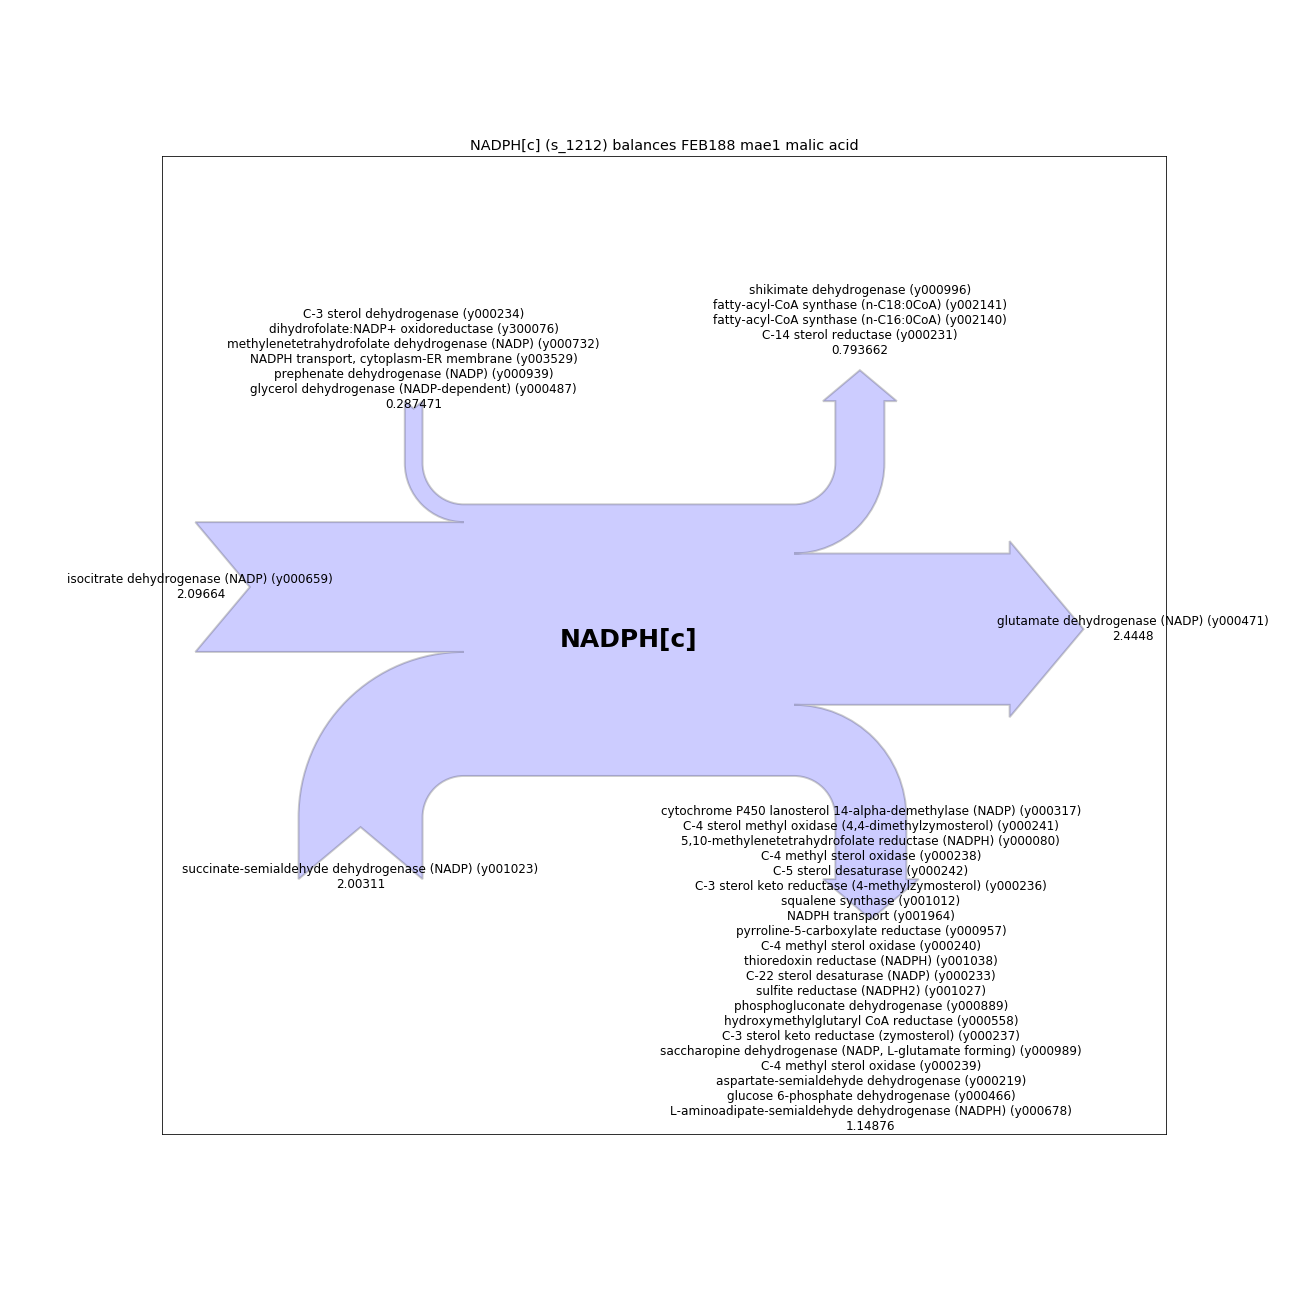 NADPH[c] (s_1212) balances FEB188 mae1 malic acid
C-3 sterol dehydrogenase (y000234)
dihydrofolate:NADP+ oxidoreductase (y300076)
methylenetetrahydrofolate dehydrogenase (NADP) (y000732)
NADPH transport, cytoplasm-ER membrane (y003529)
prephenate dehydrogenase (NADP) (y000939)
glycerol dehydrogenase (NADP-dependent) (y000487)
0.287471
shikimate dehydrogenase (y000996)
fatty-acyl-CoA synthase (n-C18:0CoA) (y002141)
fatty-acyl-CoA synthase (n-C16:0CoA) (y002140)
C-14 sterol reductase (y000231)
0.793662
isocitrate dehydrogenase (NADP) (y000659)
2.09664
NADPH[c]
glutamate dehydrogenase (NADP) (y000471)
2.4448
succinate-semialdehyde dehydrogenase (NADP) (y001023)
2.00311
cytochrome P450 lanosterol 14-alpha-demethylase (NADP) (y000317)
C-4 sterol methyl oxidase (4,4-dimethylzymosterol) (y000241)
5,10-methylenetetrahydrofolate reductase (NADPH) (y000080)
C-4 methyl sterol oxidase (y000238)
C-5 sterol desaturase (y000242)
C-3 sterol keto reductase (4-methylzymosterol) (y000236)
squalene synthase (y001012)
NADPH transport (y001964)
pyrroline-5-carboxylate reductase (y000957)
C-4 methyl sterol oxidase (y000240)
thioredoxin reductase (NADPH) (y001038)
C-22 sterol desaturase (NADP) (y000233)
sulfite reductase (NADPH2) (y001027)
phosphogluconate dehydrogenase (y000889)
hydroxymethylglutaryl CoA reductase (y000558)
C-3 sterol keto reductase (zymosterol) (y000237)
saccharopine dehydrogenase (NADP, L-glutamate forming) (y000989)
C-4 methyl sterol oxidase (y000239)
aspartate-semialdehyde dehydrogenase (y000219)
glucose 6-phosphate dehydrogenase (y000466)
L-aminoadipate-semialdehyde dehydrogenase (NADPH) (y000678)
1.14876